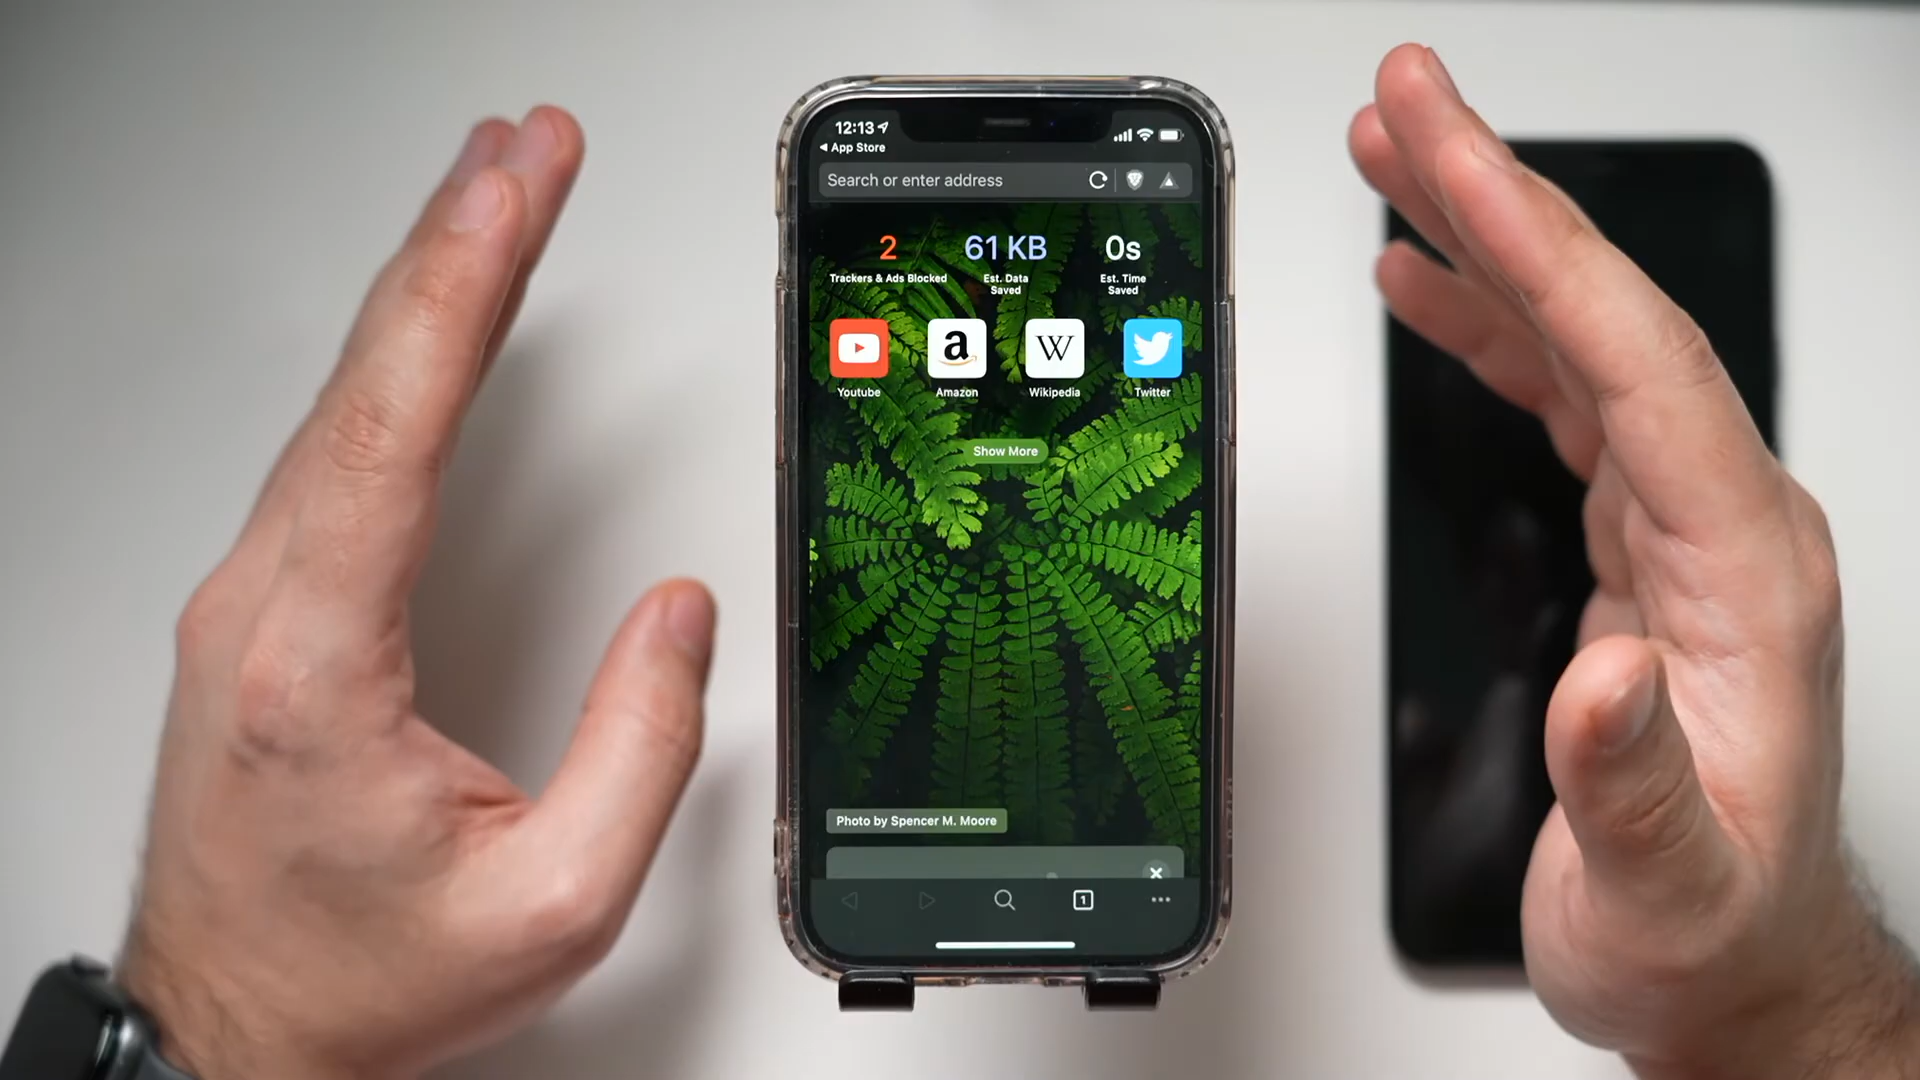 12:13
App Store
Search or enter address
2
61 KB
0s
Trackers & Ads Blocked
Est. Data
Saved
Est. Time
Saved
a
W
Youtube
Amazon
Wikipedia
Twitter
Show More
Photo by Spencer M. Moore
1